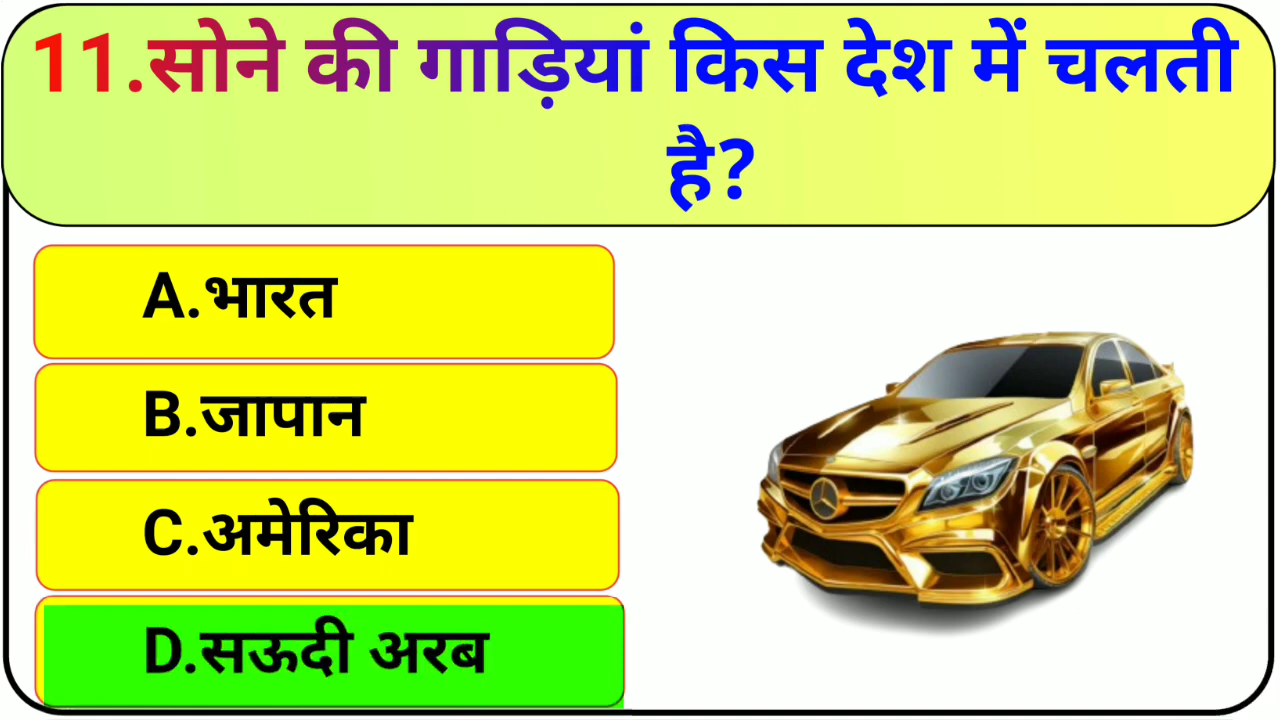 11.सोने की गाड़ियां किस देश में चलती
है?
A.भारत
B.जापान
C.अमेरिका
D.सऊदी अरब